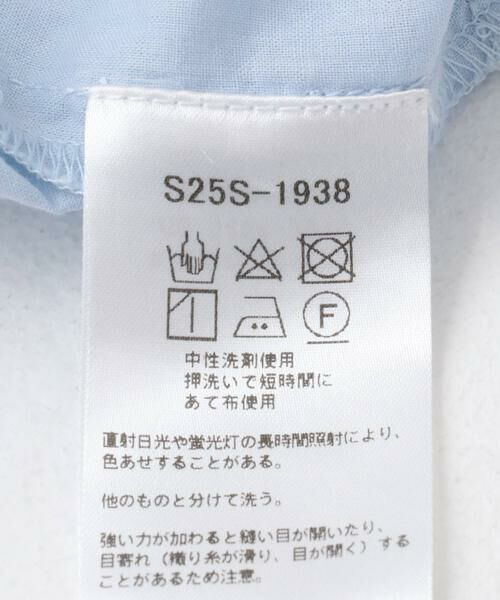 S25S-1938
F
中性洗剤使用
押洗いで短時間に
あて布使用
直射日光や蛍光灯の長時間照射により、
色あせすることがある。
他のものと分けて洗う。
強い力が加わると縫い目が開いたり、
目寄れ（織り糸が滑り、目が開く）する
ことがあるため注意。